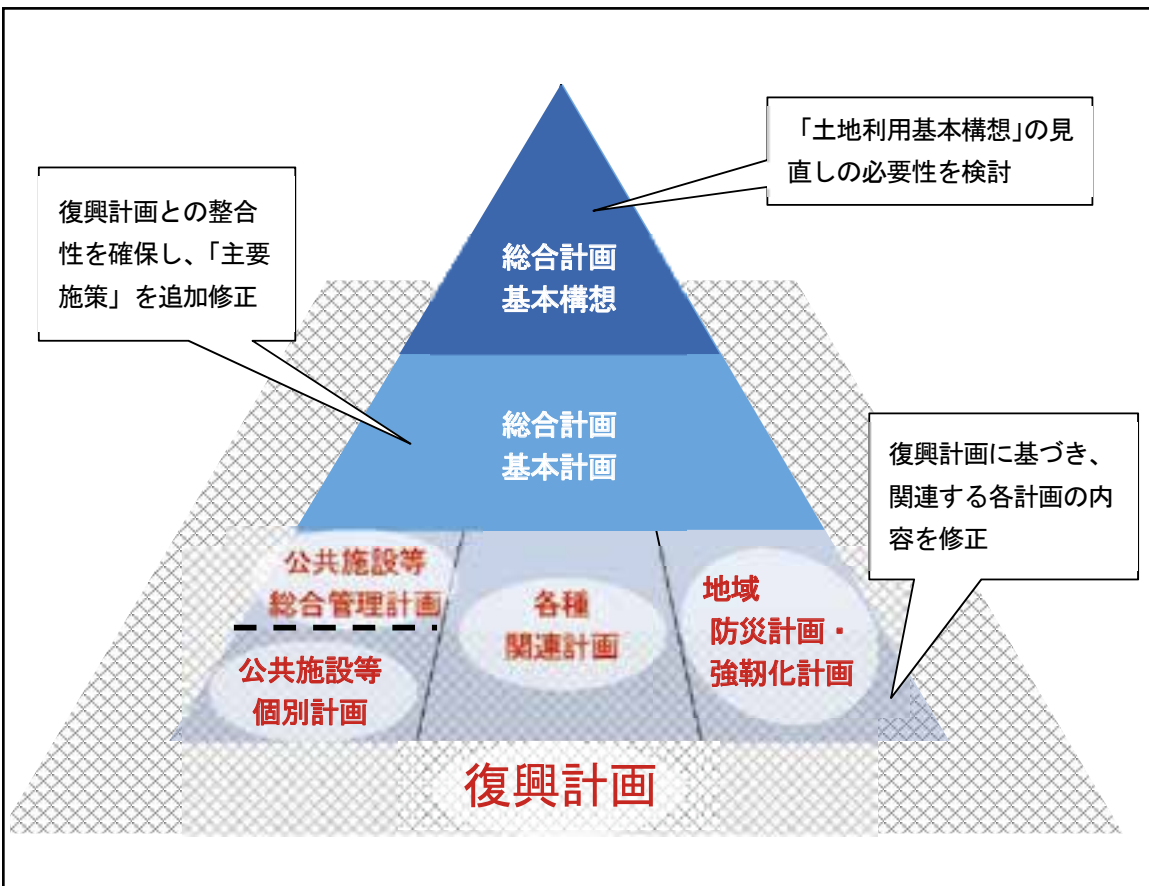 「土地利用基本構想」の見
直しの必要性を検討
復興計画との整合
性を確保し、「主要
施策」を追加修正
総合計画
基本構想
総合計画
基本計画
復興計画に基づき、
関連する各計画の内
容を修正
公共施設等
総合管理計画
公共施設等
個別計画
各種
関連計画
地域
防災計画・
強靭化計画
復興計画